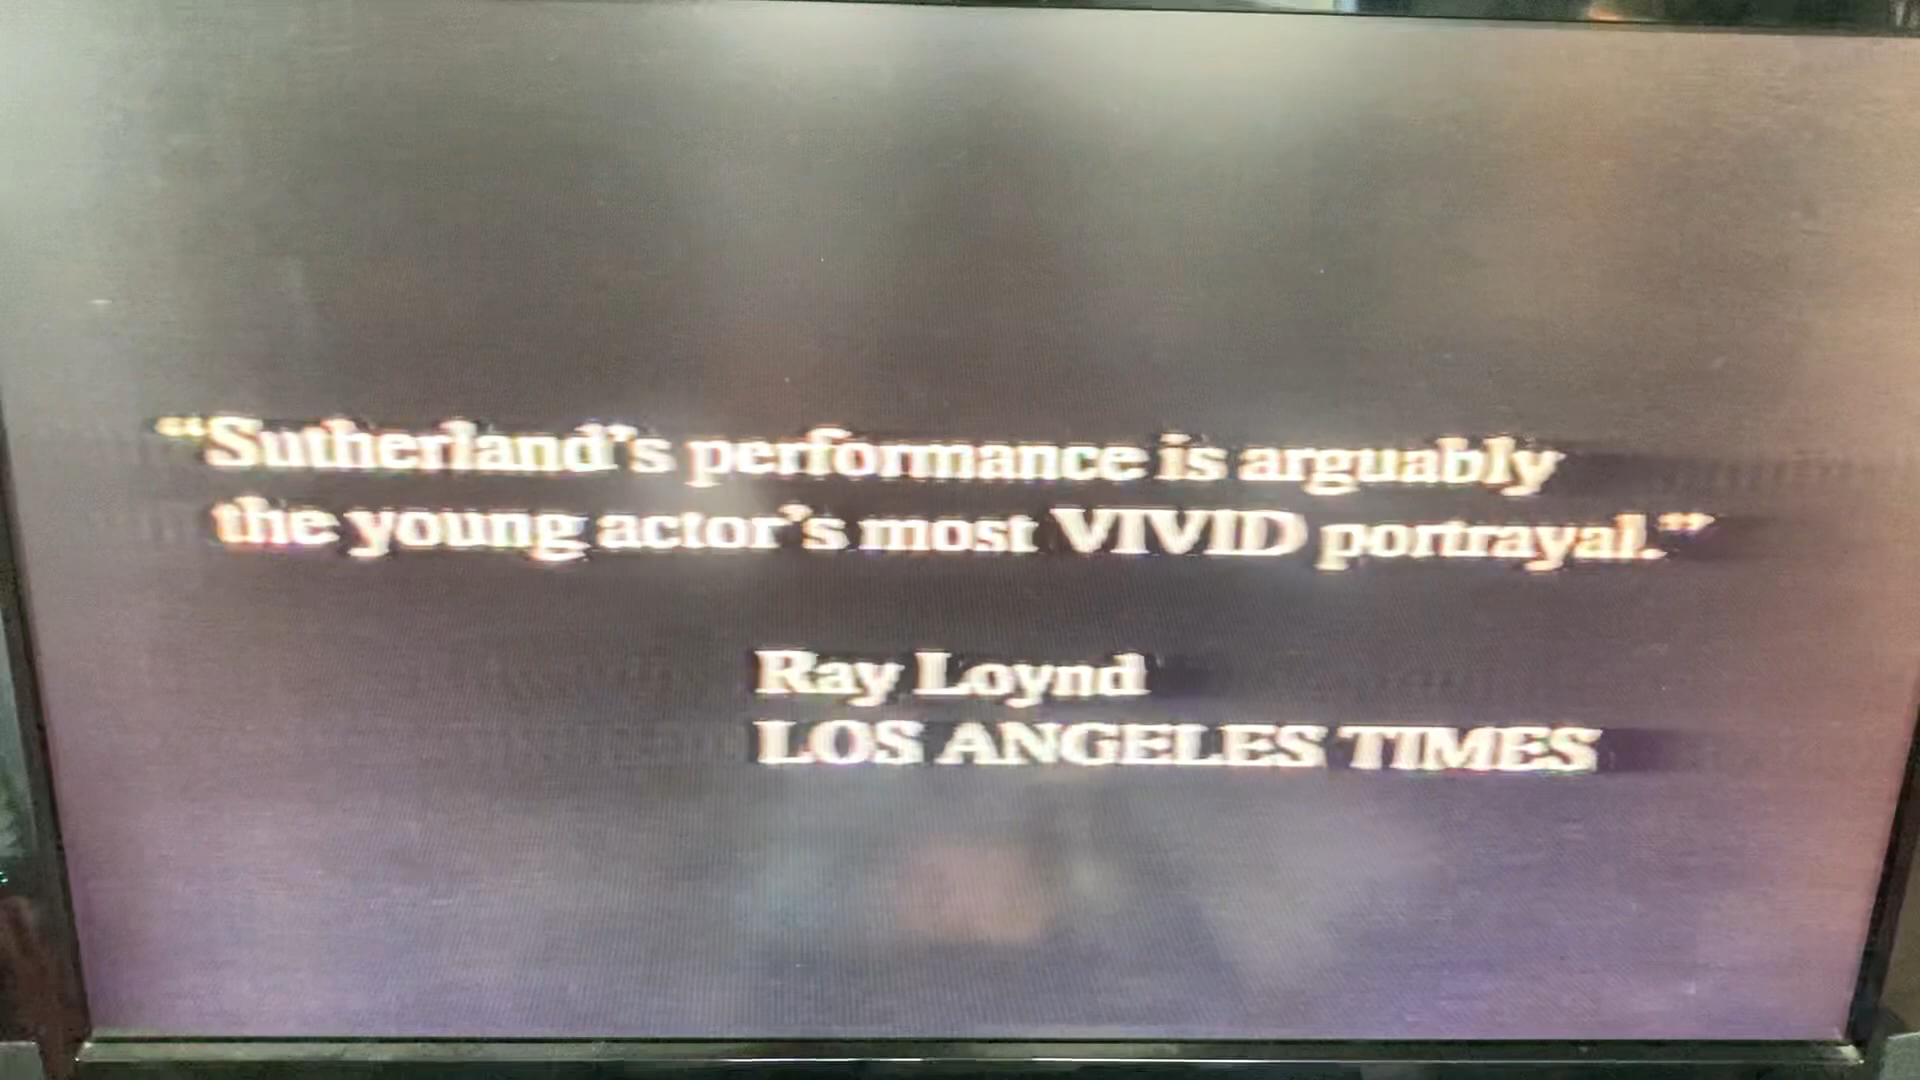 “Sutherland’s performance is arguably
the young actor’s most VIVID portrayal.”
Ray Loynd
LOS ANGELES TIMES